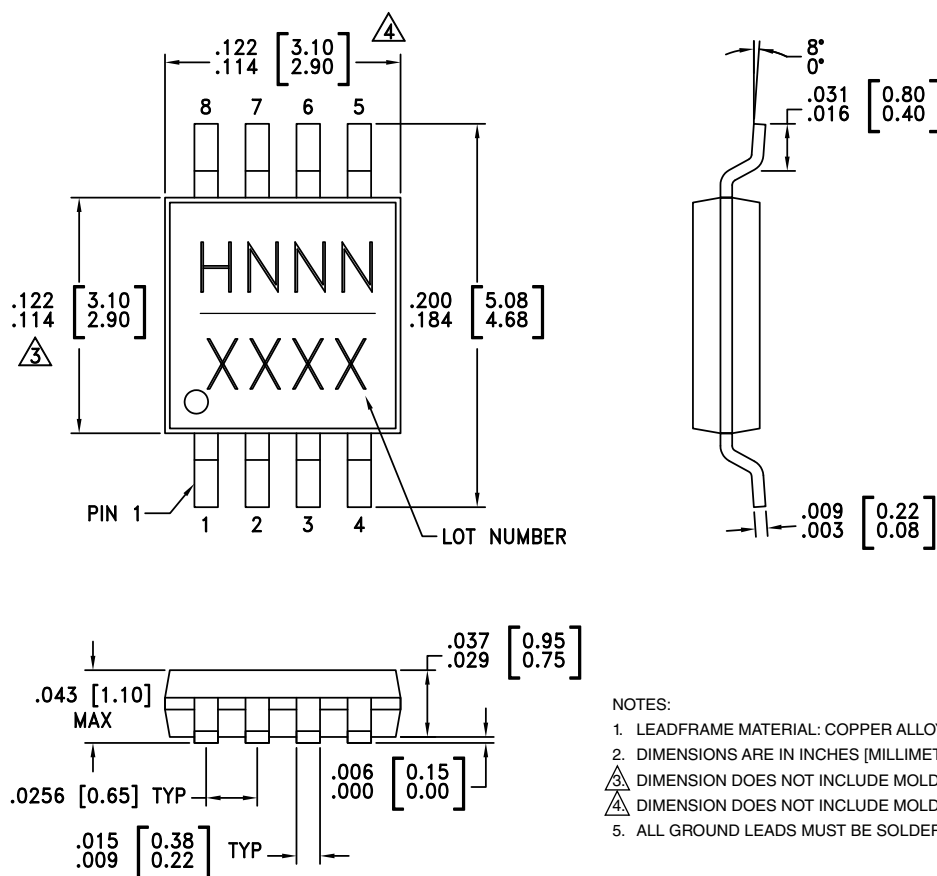 .122 [3.10]
.114 [2.90]
4
8 7 6 5
HNNN
XXXX
.122 [3.10]
.114 [2.90]
3
.200 [5.08]
.184 [4.68]
PIN 1
1 2 3 4
LOT NUMBER
8°
0°
.031 [0.80]
.016 [0.40]
.009 [0.22]
.003 [0.08]
.043 [1.10]
MAX
.037 [0.95]
.029 [0.75]
.0256 [0.65] TYP
.006 [0.15]
.000 [0.00]
.015 [0.38]
.009 [0.22]
TYP
NOTES:
1. LEADFRAME MATERIAL: COPPER ALLOY
2. DIMENSIONS ARE IN INCHES [MILLIMET
3. DIMENSION DOES NOT INCLUDE MOLD
4. DIMENSION DOES NOT INCLUDE MOLD
5. ALL GROUND LEADS MUST BE SOLDER